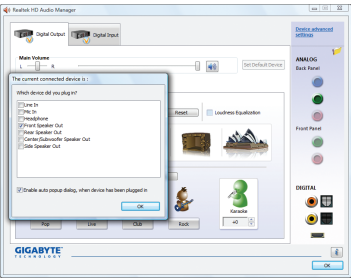 Realtek HD Audio Manager
Digital Output
Digital Input
Device advanced
settings
Main Volume
L
R
Set Default Device
ANALOG
Back Panel
The current connected device is :
Which device did you plug in?
Line In
Mic In
Headphone
Front Speaker Out
Rear Speaker Out
Center/Subwoofer Speaker Out
Side Speaker Out
Reset
Loudness Equalization
Front Panel
Enable auto popup dialog, when device has been plugged in
OK
Karaoke
+0
Pop
Live
Club
Rock
DIGITAL
GIGABYTE
TECHNOLOGY
OK